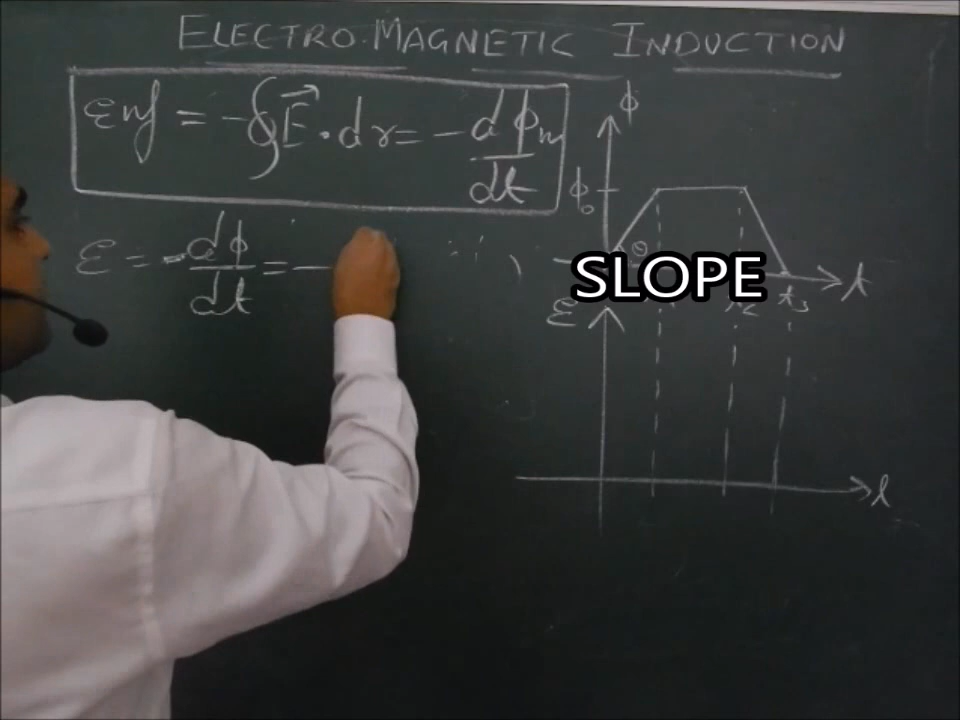 ELECTRO-MAGNETIC INDUCTION
emf = -∮E⃗·dr = -dϕm/dt
ϕ
ϕ₀
θ
ε = -dϕ/dt = -
SLOPE
t
t₂ t₃
ε
t